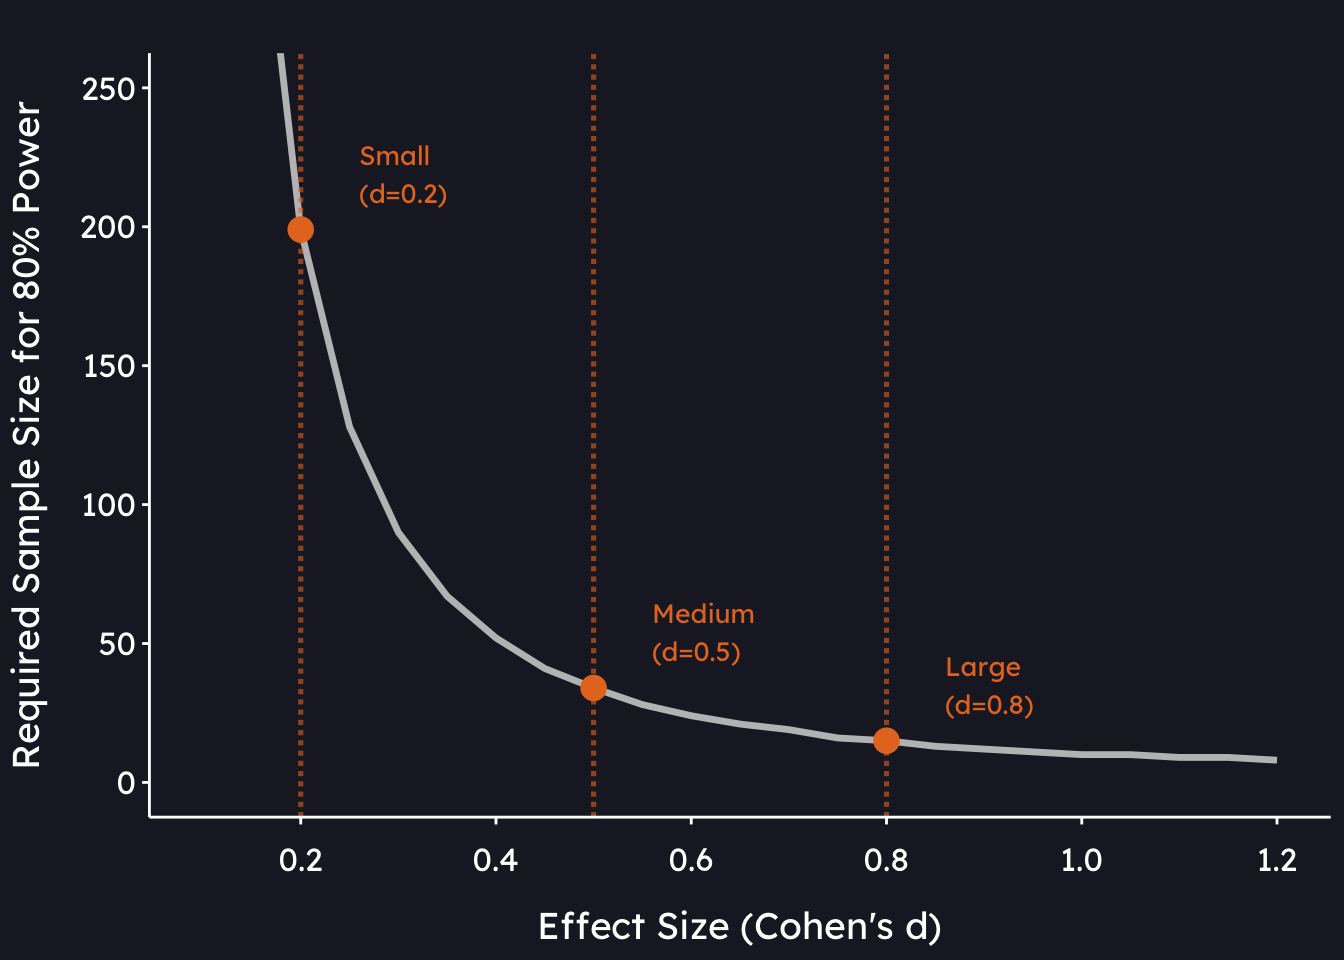 Required Sample Size for 80% Power
250
200
150
100
50
0
Small
(d=0.2)
Medium
(d=0.5)
Large
(d=0.8)
0.2
0.4
0.6
0.8
1.0
1.2
Effect Size (Cohen's d)